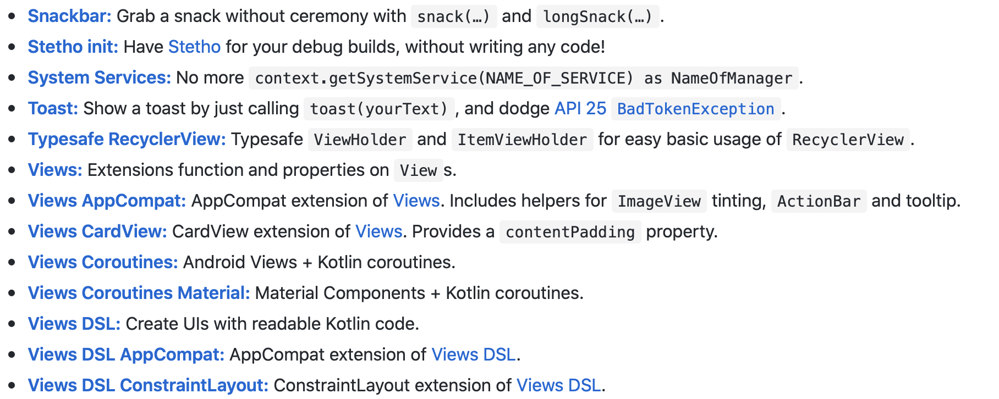 • Snackbar: Grab a snack without ceremony with snack(…) and longSnack(…).
• Stetho init: Have Stetho for your debug builds, without writing any code!
• System Services: No more context.getSystemService(NAME_OF_SERVICE) as NameOfManager.
• Toast: Show a toast by just calling toast(yourText), and dodge API 25 BadTokenException.
• Typesafe RecyclerView: Typesafe ViewHolder and ItemViewHolder for easy basic usage of RecyclerView.
• Views: Extensions function and properties on Views.
• Views AppCompat: AppCompat extension of Views. Includes helpers for ImageView tinting, ActionBar and tooltip.
• Views CardView: CardView extension of Views. Provides a contentPadding property.
• Views Coroutines: Android Views + Kotlin coroutines.
• Views Coroutines Material: Material Components + Kotlin coroutines.
• Views DSL: Create UIs with readable Kotlin code.
• Views DSL AppCompat: AppCompat extension of Views DSL.
• Views DSL ConstraintLayout: ConstraintLayout extension of Views DSL.